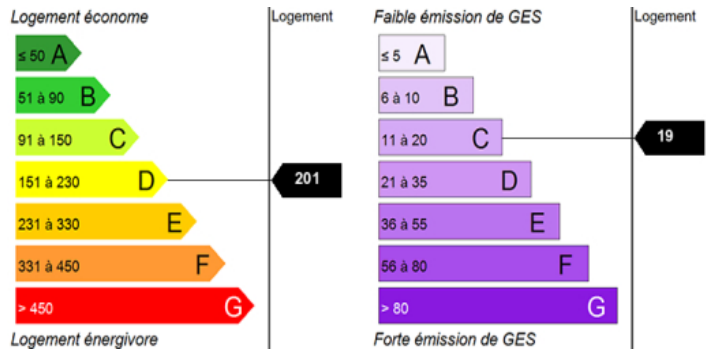 Logement économe
Logement
≤ 50 A
51 à 90 B
91 à 150 C
151 à 230 D
201
231 à 330 E
331 à 450 F
> 450 G
Logement énergivore
Faible émission de GES
Logement
≤ 5 A
6 à 10 B
11 à 20 C
19
21 à 35 D
36 à 55 E
56 à 80 F
> 80 G
Forte émission de GES